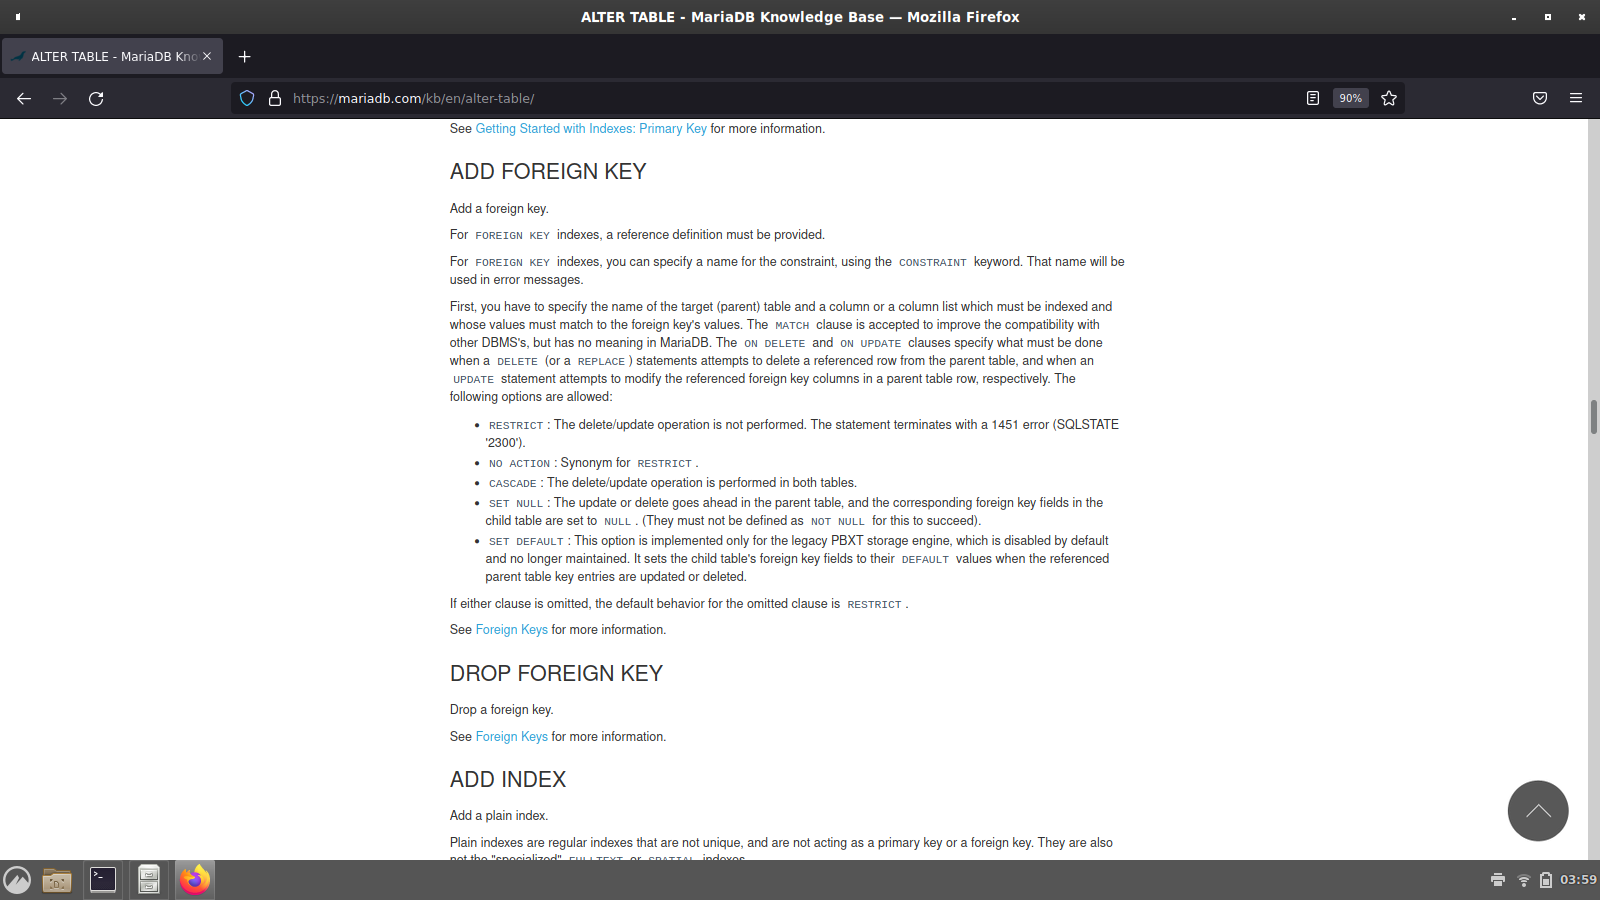 ALTER TABLE - MariaDB Knowledge Base — Mozilla Firefox
ALTER TABLE - MariaDB Kno
https://mariadb.com/kb/en/alter-table/
90%
See Getting Started with Indexes: Primary Key for more information.
ADD FOREIGN KEY
Add a foreign key.
For FOREIGN KEY indexes, a reference definition must be provided.
For FOREIGN KEY indexes, you can specify a name for the constraint, using the CONSTRAINT keyword. That name will be
used in error messages.
First, you have to specify the name of the target (parent) table and a column or a column list which must be indexed and
whose values must match to the foreign key's values. The MATCH clause is accepted to improve the compatibility with
other DBMS's, but has no meaning in MariaDB. The ON DELETE and ON UPDATE clauses specify what must be done
when a DELETE (or a REPLACE ) statements attempts to delete a referenced row from the parent table, and when an
UPDATE statement attempts to modify the referenced foreign key columns in a parent table row, respectively. The
following options are allowed:
• RESTRICT : The delete/update operation is not performed. The statement terminates with a 1451 error (SQLSTATE
'2300').
• NO ACTION : Synonym for RESTRICT .
• CASCADE : The delete/update operation is performed in both tables.
• SET NULL : The update or delete goes ahead in the parent table, and the corresponding foreign key fields in the
child table are set to NULL . (They must not be defined as NOT NULL for this to succeed).
• SET DEFAULT : This option is implemented only for the legacy PBXT storage engine, which is disabled by default
and no longer maintained. It sets the child table's foreign key fields to their DEFAULT values when the referenced
parent table key entries are updated or deleted.
If either clause is omitted, the default behavior for the omitted clause is RESTRICT .
See Foreign Keys for more information.
DROP FOREIGN KEY
Drop a foreign key.
See Foreign Keys for more information.
ADD INDEX
Add a plain index.
Plain indexes are regular indexes that are not unique, and are not acting as a primary key or a foreign key. They are also
not the "specialized" FULLTEXT or SPATIAL indexes.
03:59